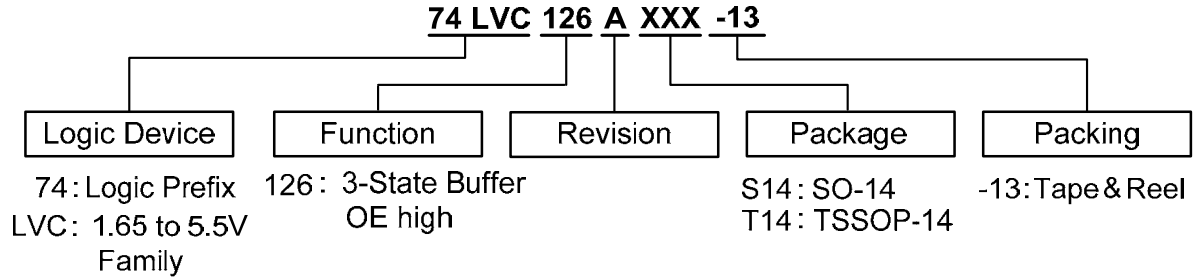 74 LVC 126 A XXX -13
Logic Device
Function
Revision
Package
Packing
74: Logic Prefix
LVC: 1.65 to 5.5V
Family
126: 3-State Buffer
OE high
S14: SO-14
T14: TSSOP-14
-13: Tape & Reel